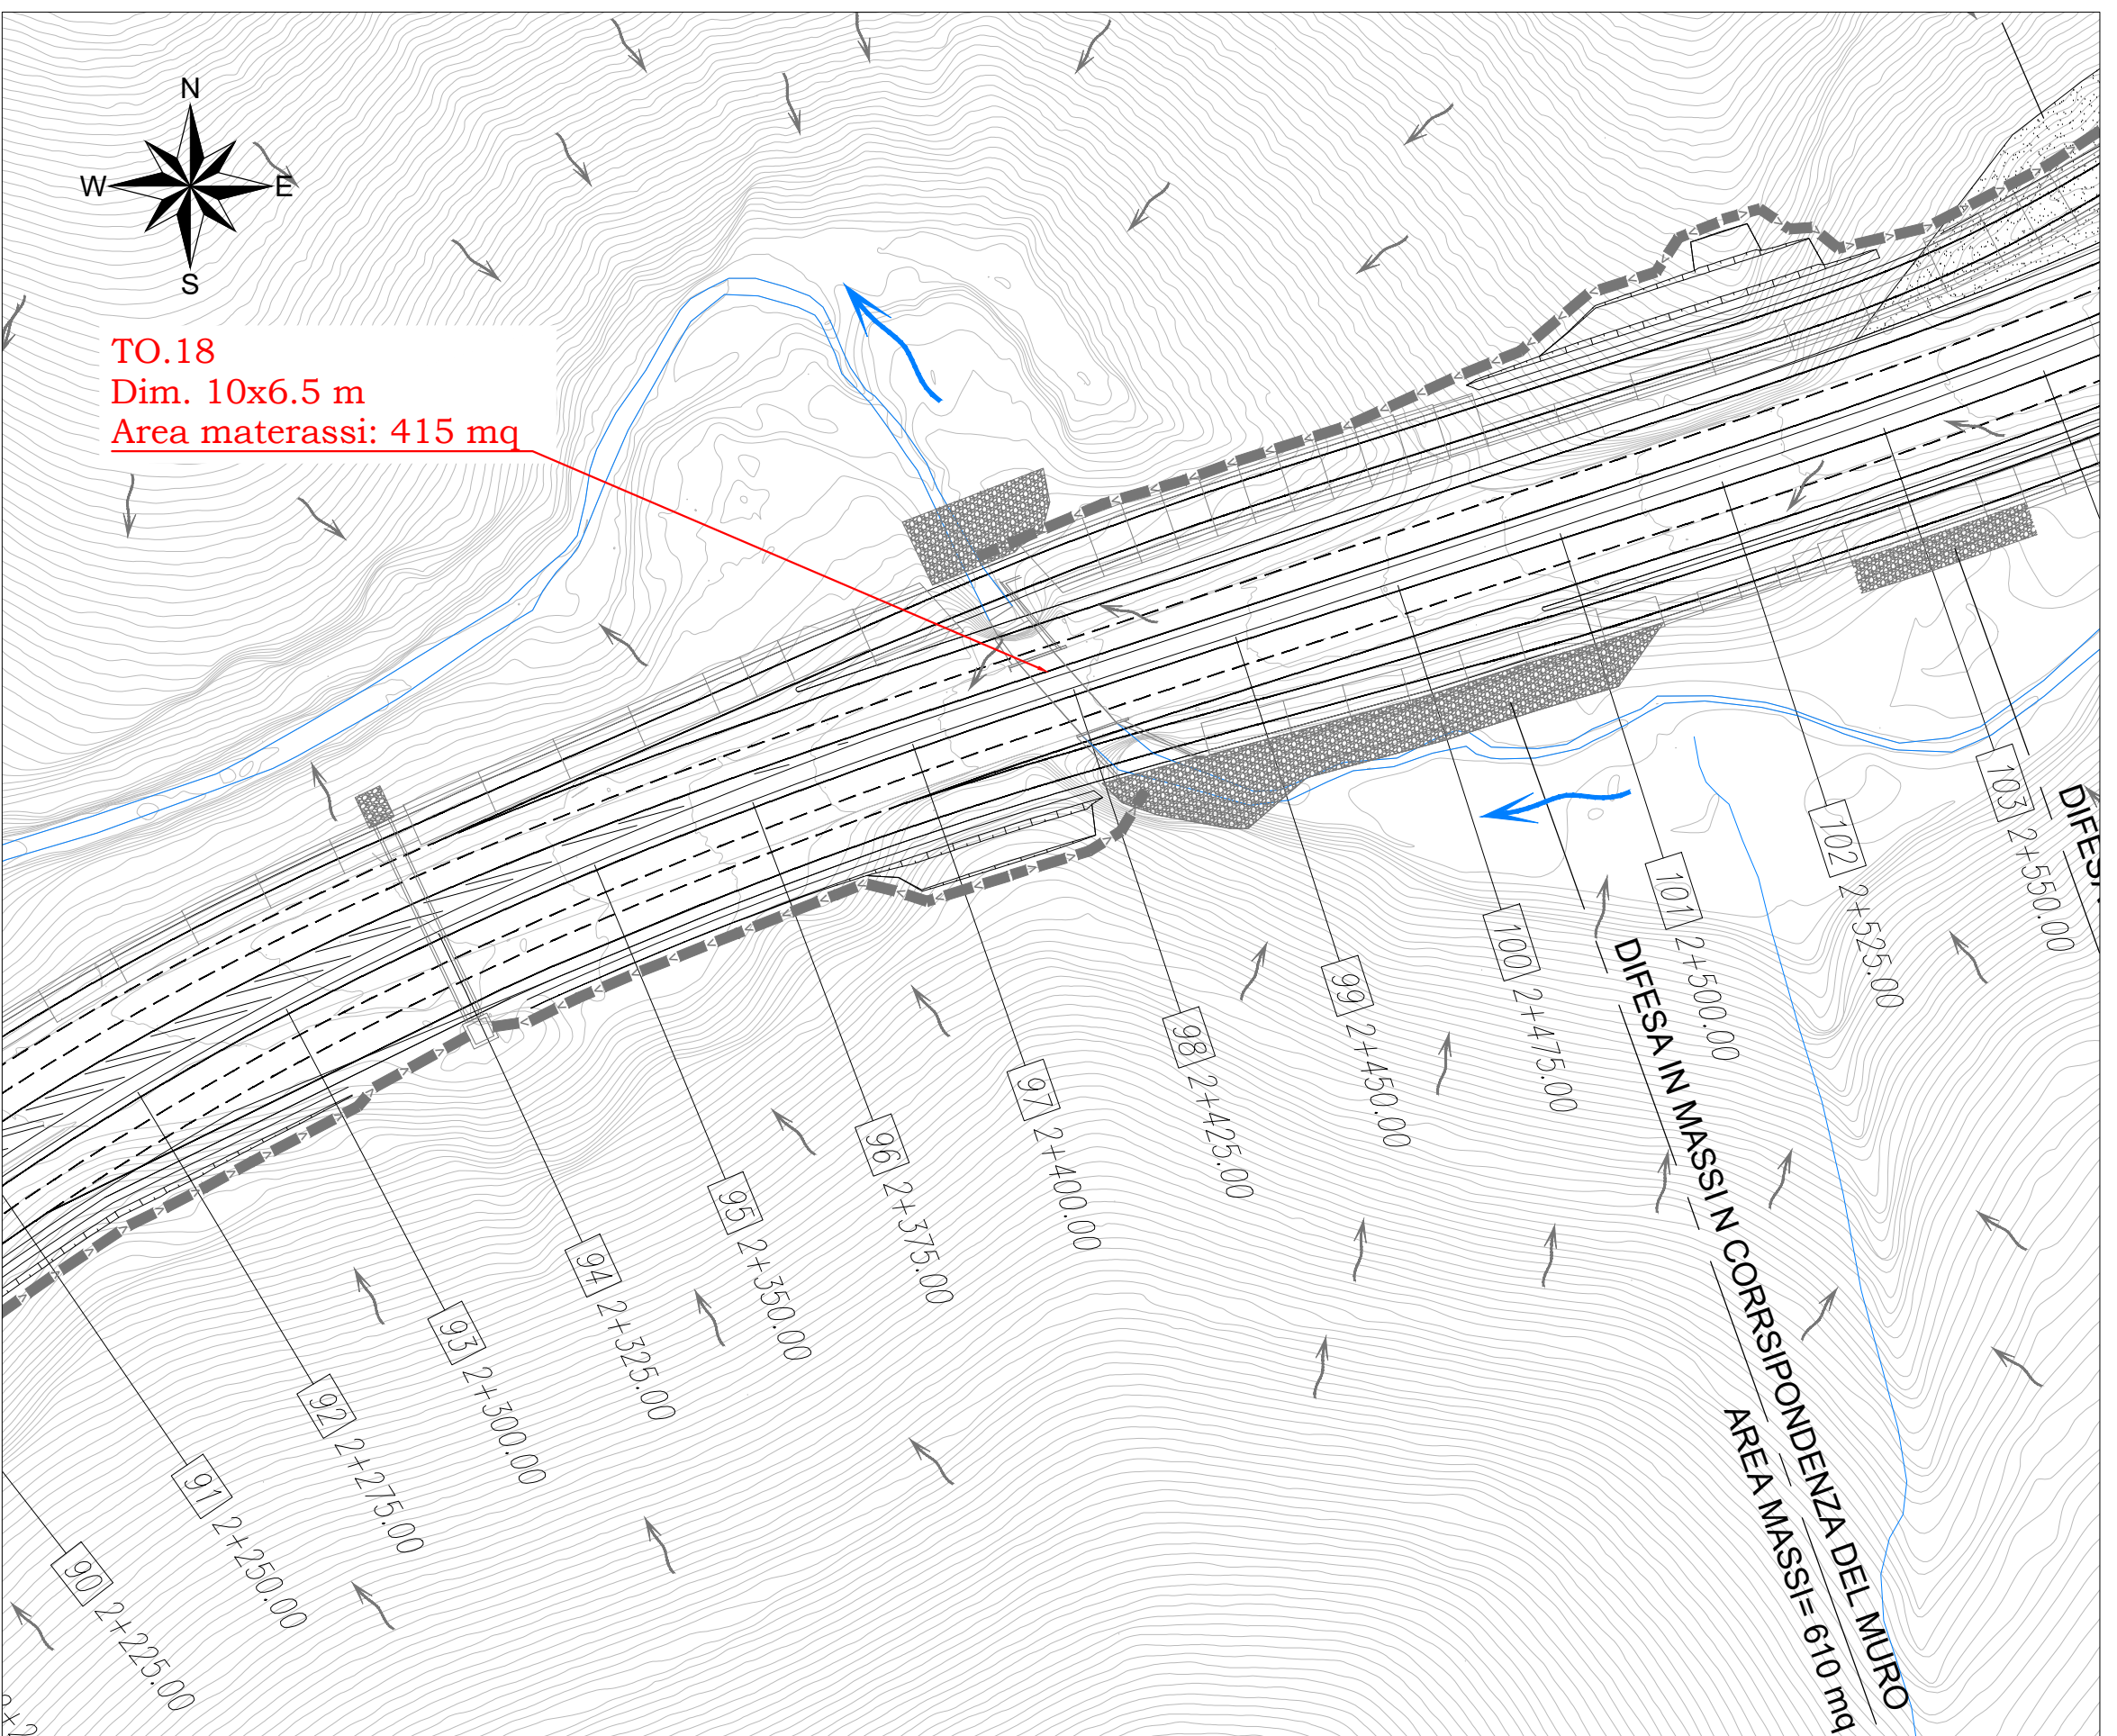 N
W
E
S
TO.18
Dim. 10x6.5 m
Area materassi: 415 mq
103 2+550.00
102 2+525.00
101 2+500.00
100 2+475.00
99 2+450.00
98 2+425.00
97 2+400.00
96 2+375.00
95 2+350.00
94 2+325.00
93 2+300.00
92 2+275.00
91 2+250.00
90 2+225.00
DIFESA IN MASSI N CORRSIPONDENZA DEL MURO
AREA MASSI= 610 mq